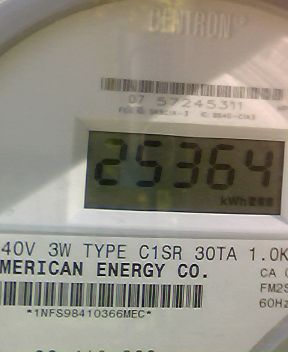 CENTRON
07 57245311
25364
kWh
40V 3W TYPE C1SR 30TA 1.0K
MERICAN ENERGY CO.
CA
FM2S
60Hz
*1NFS98410366MEC*